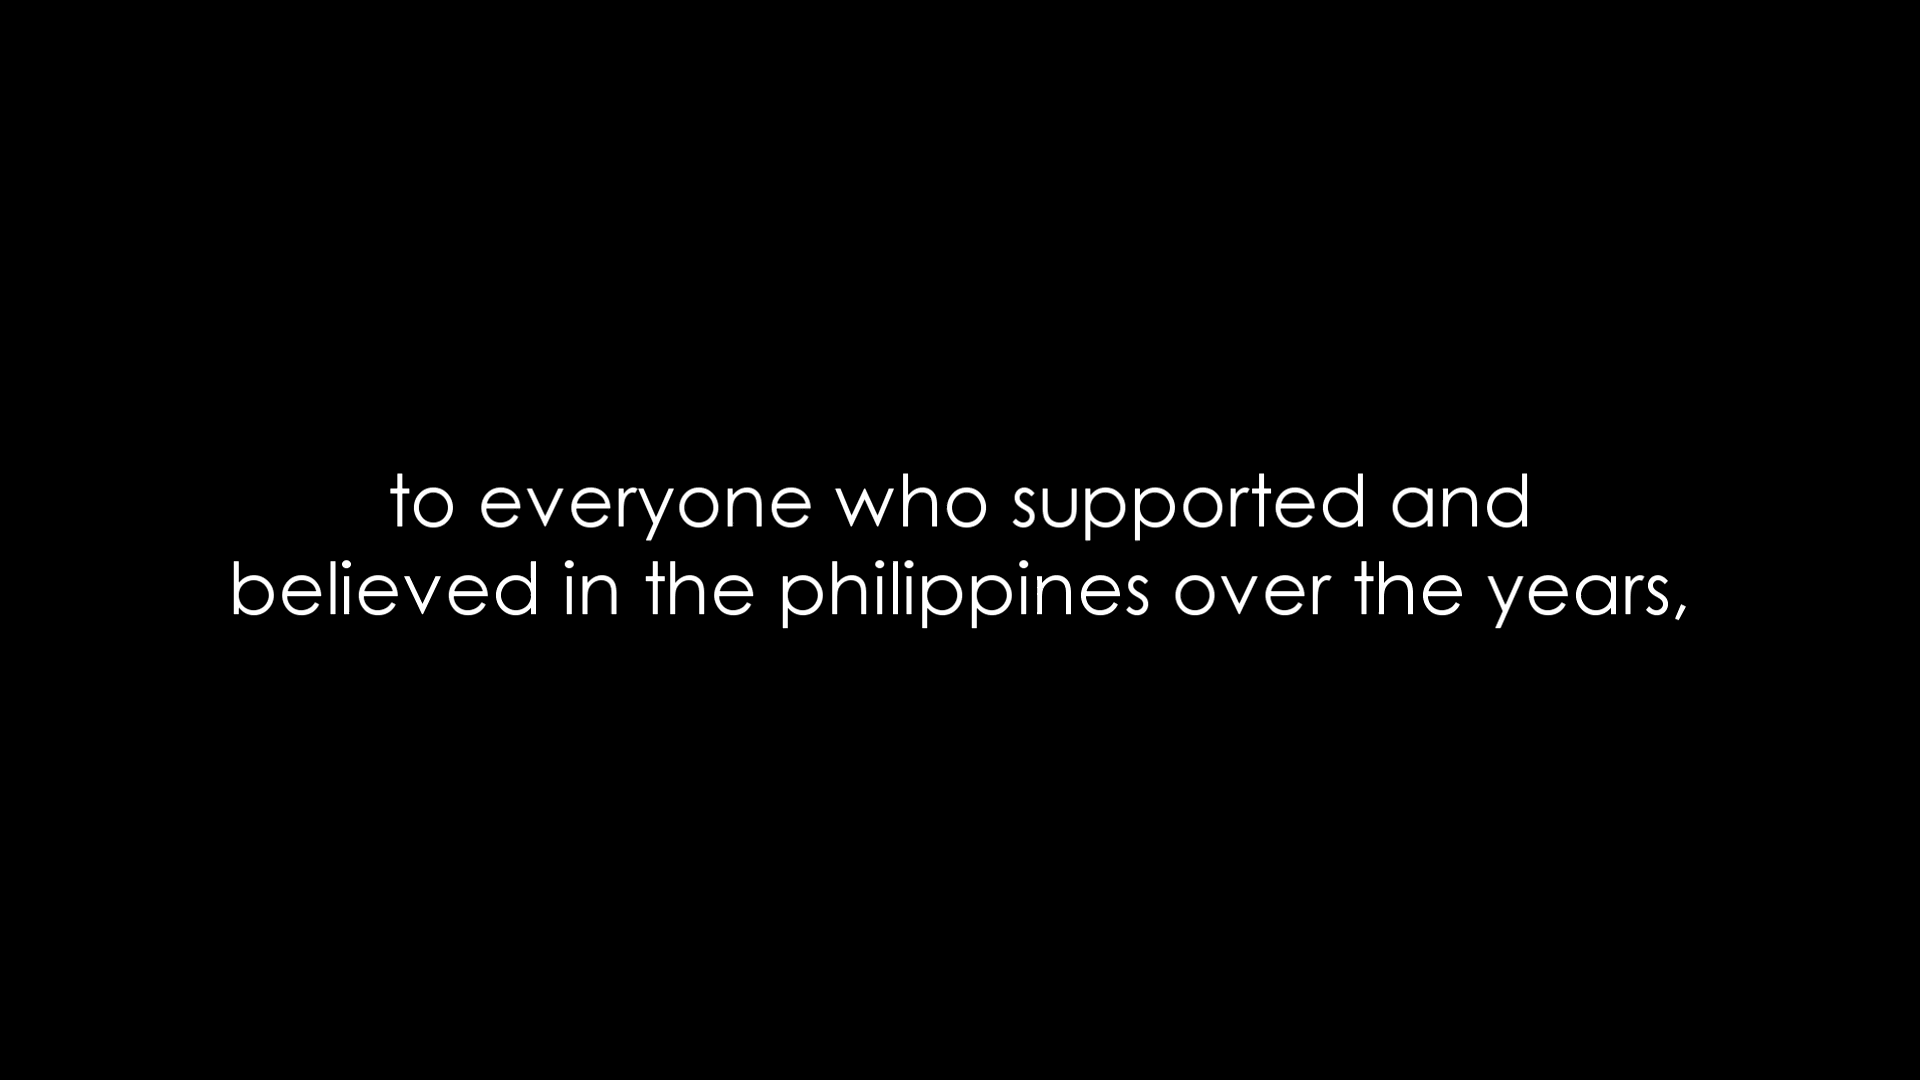 to everyone who supported and
believed in the philippines over the years,